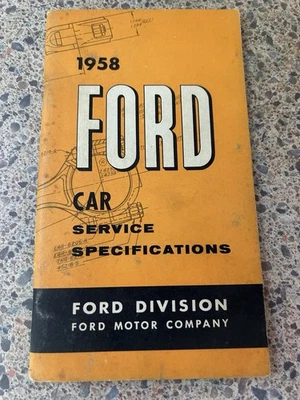 1958
FORD
CAR
SERVICE
SPECIFICATIONS
FORD DIVISION
FORD MOTOR COMPANY